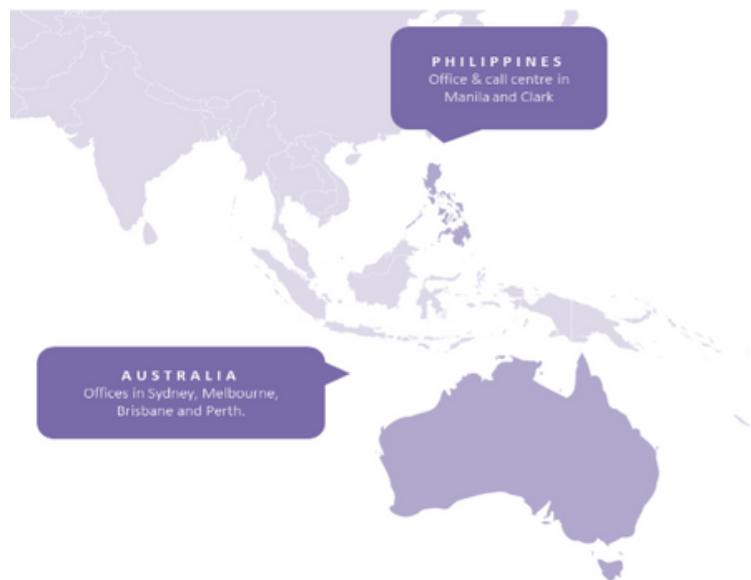 PHILIPPINES
Office & call centre in
Manila and Clark
AUSTRALIA
Offices in Sydney, Melbourne,
Brisbane and Perth.